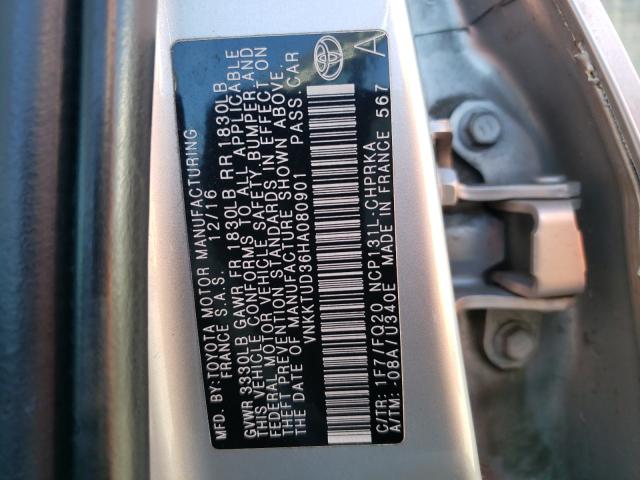 MFD. BY: TOYOTA MOTOR MANUFACTURING
FRANCE S.A.S. 12/16
GVWR 3330LB GAWR FR 1830LB RR 1830LB
THIS VEHICLE CONFORMS TO ALL APPLICABLE
FEDERAL MOTOR VEHICLE SAFETY, BUMPER, AND
THEFT PREVENTION STANDARDS IN EFFECT ON
THE DATE OF MANUFACTURE SHOWN ABOVE.
VNKKTUD36HA080901 PASS CAR
C/TR: 1F7/FQ20 NCP131L-CHPRKA
A/TM: -08A/U340E MADE IN FRANCE 567
A